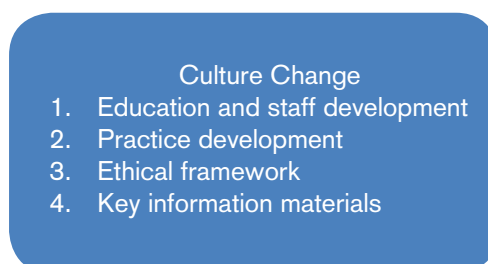 Culture Change
1. Education and staff development
2. Practice development
3. Ethical framework
4. Key information materials